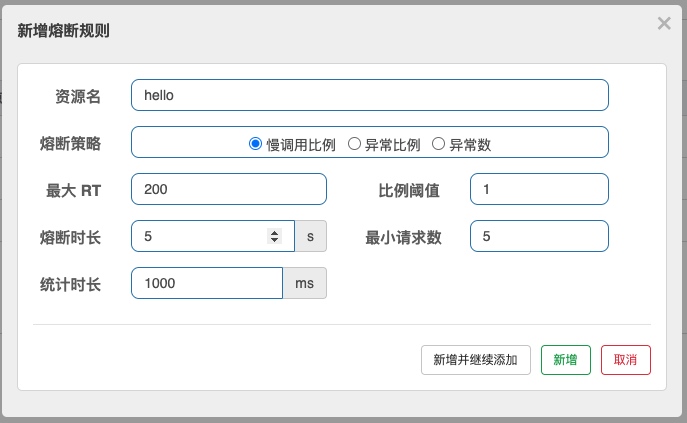 新增熔断规则
×
资源名 hello
熔断策略 慢调用比例 异常比例 异常数
最大 RT 200 比例阈值 1
熔断时长 5 s 最小请求数 5
统计时长 1000 ms
新增并继续添加 新增 取消